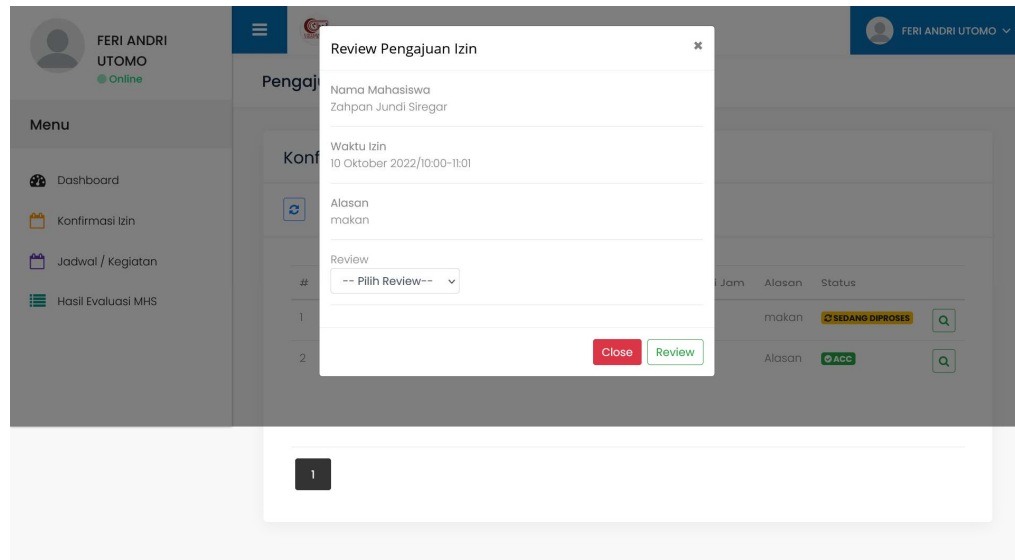 FERI ANDRI
UTOMO
Online
Menu
Dashboard
Konfirmasi Izin
Jadwal / Kegiatan
Hasil Evaluasi MHS
FERI ANDRI UTOMO
Pengaj
Konf
Review Pengajuan Izin
Nama Mahasiswa
Zahpan Jundi Siregar
Waktu Izin
10 Oktober 2022/10:00-11:01
Alasan
makan
Review
-- Pilih Review--
Close Review
# i Jam Alasan Status
1 makan SEDANG DIPROSES
2 Alasan ACC
1